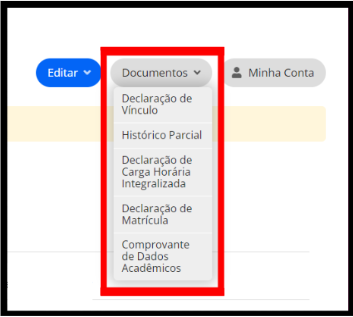 Editar
Documentos
Minha Conta
Declaração de
Vínculo
Histórico Parcial
Declaração de
Carga Horária
Integralizada
Declaração de
Matrícula
Comprovante
de Dados
Acadêmicos